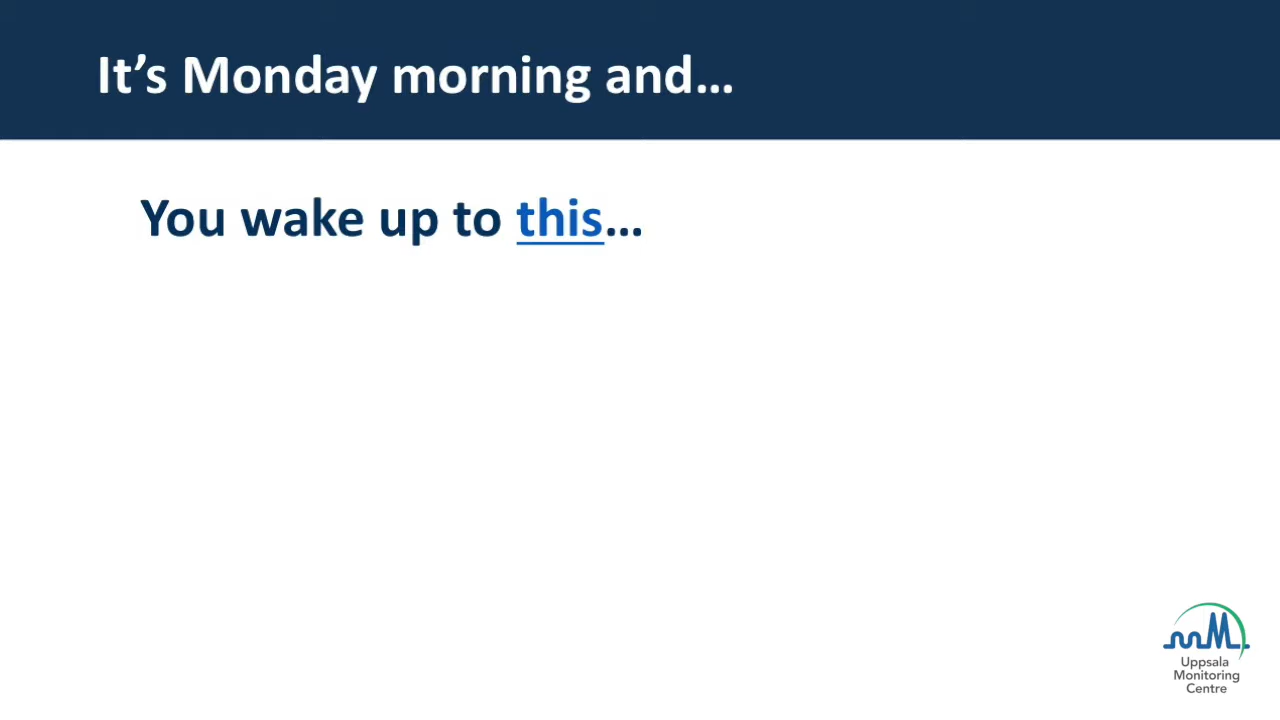 It’s Monday morning and…
You wake up to this…
Uppsala
Monitoring
Centre